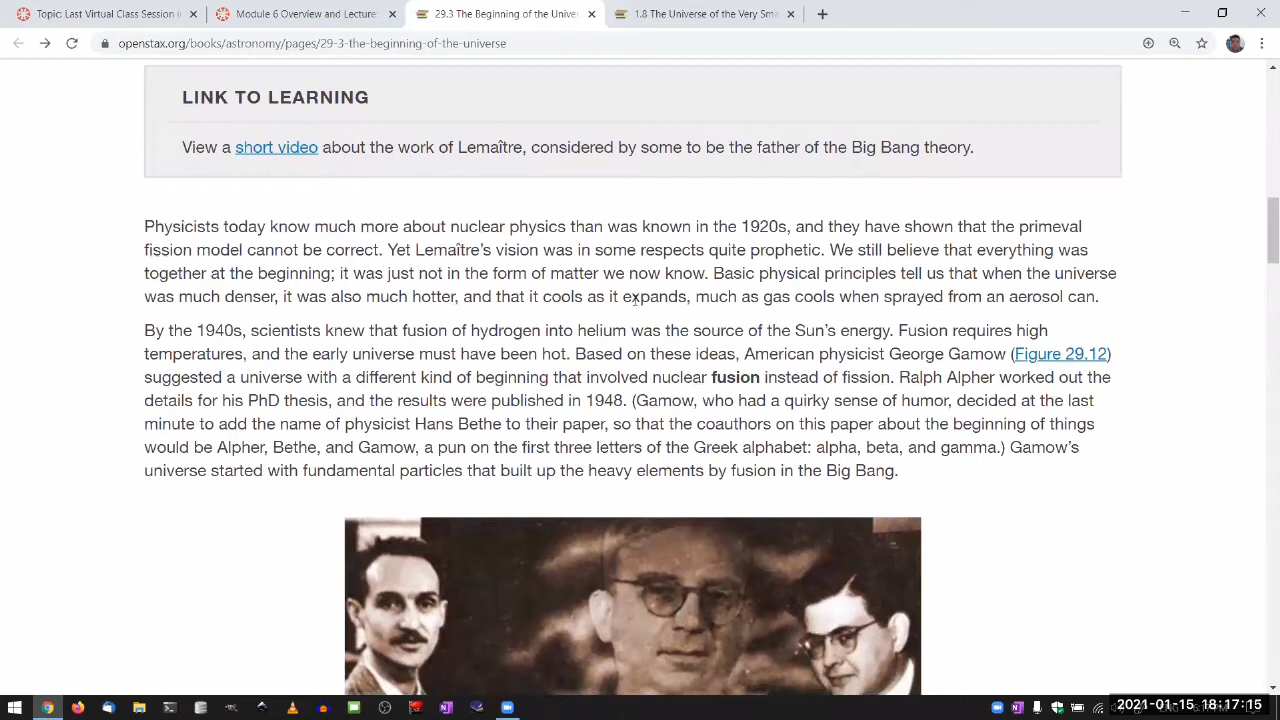 Topic: Last Virtual Class Session in
Module 6 Overview and Lecture:
29.3 The Beginning of the Univer
1.8 The Universe of the Very Sma
openstax.org/books/astronomy/pages/29-3-the-beginning-of-the-universe
LINK TO LEARNING
View a short video about the work of Lemaître, considered by some to be the father of the Big Bang theory.
Physicists today know much more about nuclear physics than was known in the 1920s, and they have shown that the primeval
fission model cannot be correct. Yet Lemaître’s vision was in some respects quite prophetic. We still believe that everything was
together at the beginning; it was just not in the form of matter we now know. Basic physical principles tell us that when the universe
was much denser, it was also much hotter, and that it cools as it expands, much as gas cools when sprayed from an aerosol can.
By the 1940s, scientists knew that fusion of hydrogen into helium was the source of the Sun’s energy. Fusion requires high
temperatures, and the early universe must have been hot. Based on these ideas, American physicist George Gamow (Figure 29.12)
suggested a universe with a different kind of beginning that involved nuclear fusion instead of fission. Ralph Alpher worked out the
details for his PhD thesis, and the results were published in 1948. (Gamow, who had a quirky sense of humor, decided at the last
minute to add the name of physicist Hans Bethe to their paper, so that the coauthors on this paper about the beginning of things
would be Alpher, Bethe, and Gamow, a pun on the first three letters of the Greek alphabet: alpha, beta, and gamma.) Gamow’s
universe started with fundamental particles that built up the heavy elements by fusion in the Big Bang.
2021-01-15 18:17:15